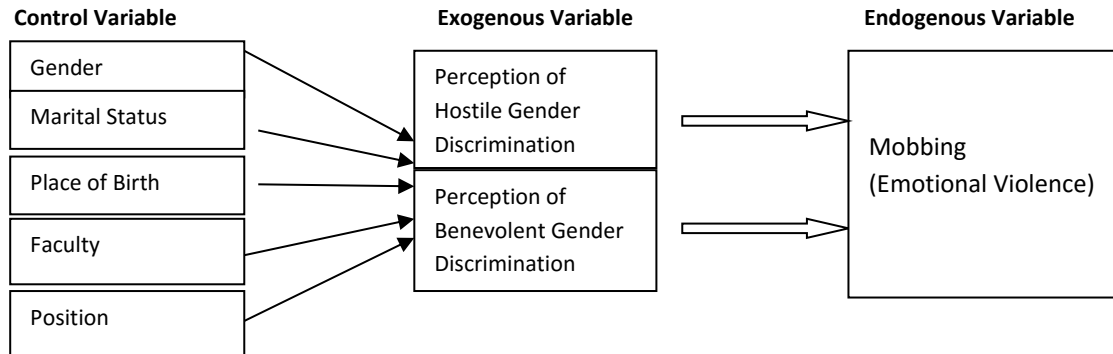 Control Variable
Exogenous Variable
Endogenous Variable
Gender
Marital Status
Place of Birth
Faculty
Position
Perception of
Hostile Gender
Discrimination
Perception of
Benevolent Gender
Discrimination
Mobbing
(Emotional Violence)